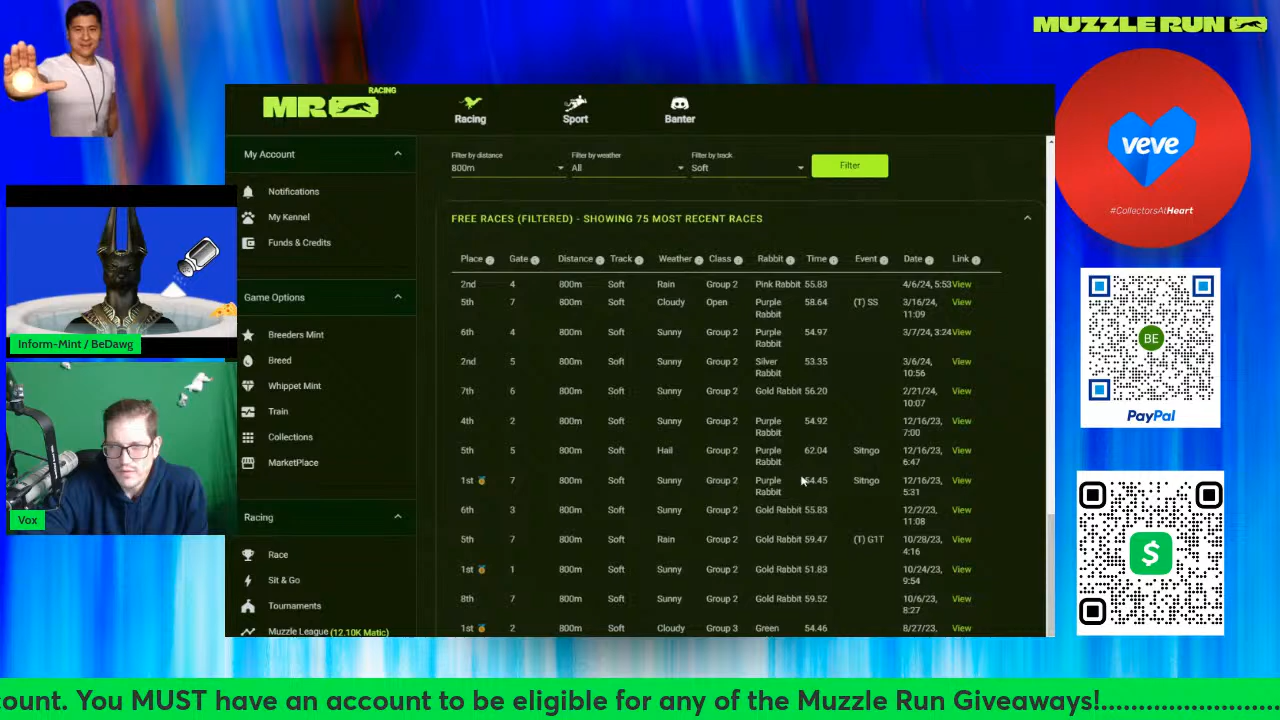 MUZZLE RUN
MR RACING
Racing
Sport
Banter
My Account
Notifications
My Kennel
Funds & Credits
Game Options
Breeders Mint
Breed
Whippet Mint
Train
Collections
MarketPlace
Racing
Race
Sit & Go
Tournaments
Muzzle League (12.10K Matic)
Filter by distance
800m
Filter by weather
All
Filter by track
Soft
Filter
FREE RACES (FILTERED) - SHOWING 75 MOST RECENT RACES
Place Gate Distance Track Weather Class Rabbit Time Event Date Link
2nd 4 800m Soft Rain Group 2 Pink Rabbit 55.83 4/6/24, 5:53 View
5th 7 800m Soft Cloudy Open Purple Rabbit 58.64 (T) SS 3/16/24, 11:09 View
6th 4 800m Soft Sunny Group 2 Purple Rabbit 54.97 3/7/24, 3:24 View
2nd 5 800m Soft Sunny Group 2 Silver Rabbit 53.35 3/6/24, 10:56 View
7th 6 800m Soft Sunny Group 2 Gold Rabbit 56.20 2/21/24, 10:07 View
4th 2 800m Soft Sunny Group 2 Purple Rabbit 54.92 12/16/23, 7:00 View
5th 5 800m Soft Hail Group 2 Purple Rabbit 62.04 Sitngo 12/16/23, 6:47 View
1st 7 800m Soft Sunny Group 2 Purple Rabbit 54.45 Sitngo 12/16/23, 5:31 View
6th 3 800m Soft Sunny Group 2 Gold Rabbit 55.83 12/2/23, 11:08 View
5th 7 800m Soft Rain Group 2 Gold Rabbit 59.47 (T) G1T 10/28/23, 4:16 View
1st 1 800m Soft Sunny Group 2 Gold Rabbit 51.83 10/24/23, 9:54 View
8th 7 800m Soft Sunny Group 2 Gold Rabbit 59.52 10/6/23, 8:27 View
1st 2 800m Soft Cloudy Group 3 Green 54.46 8/27/23, View
Inform-Mint / BeDawg
Vox
veve
#CollectorsAtHeart
BE
PayPal
$
count. You MUST have an account to be eligible for any of the Muzzle Run Giveaways!........................